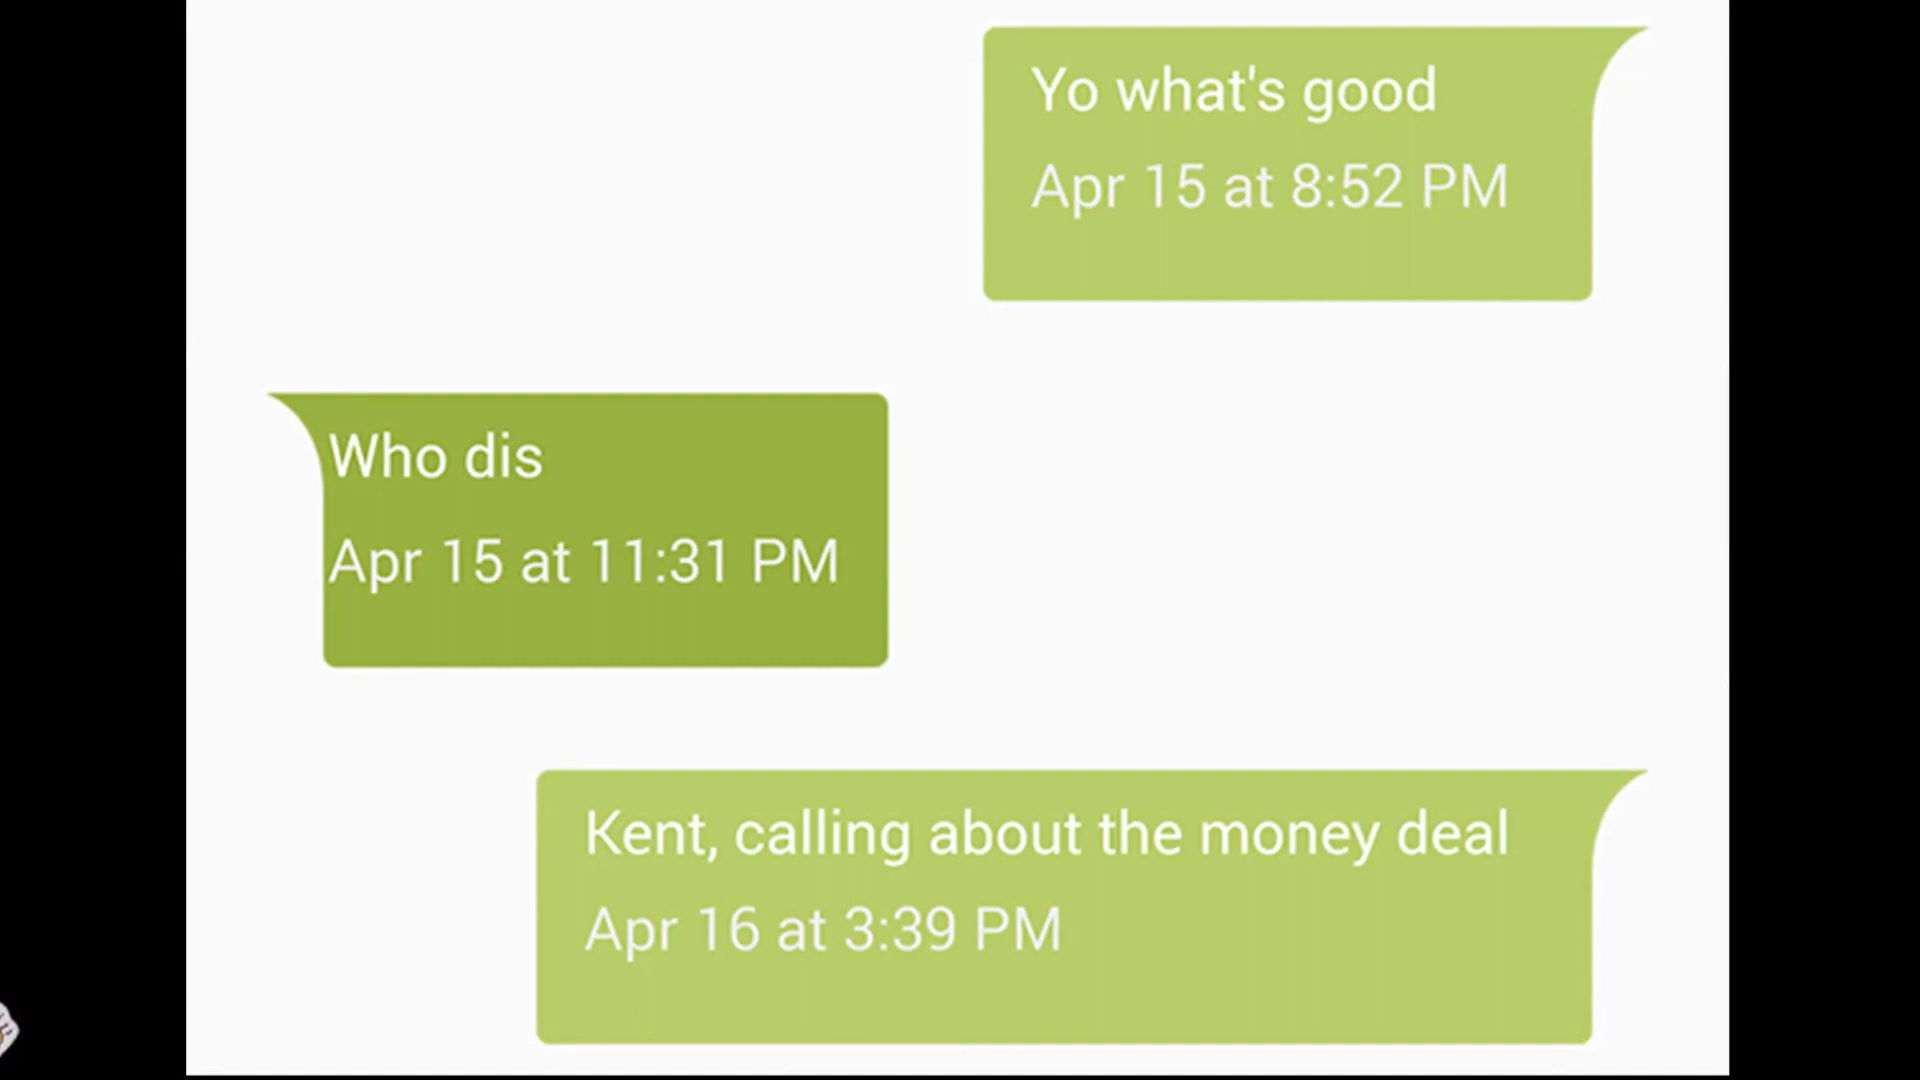 Yo what's good
Apr 15 at 8:52 PM
Who dis
Apr 15 at 11:31 PM
Kent, calling about the money deal
Apr 16 at 3:39 PM